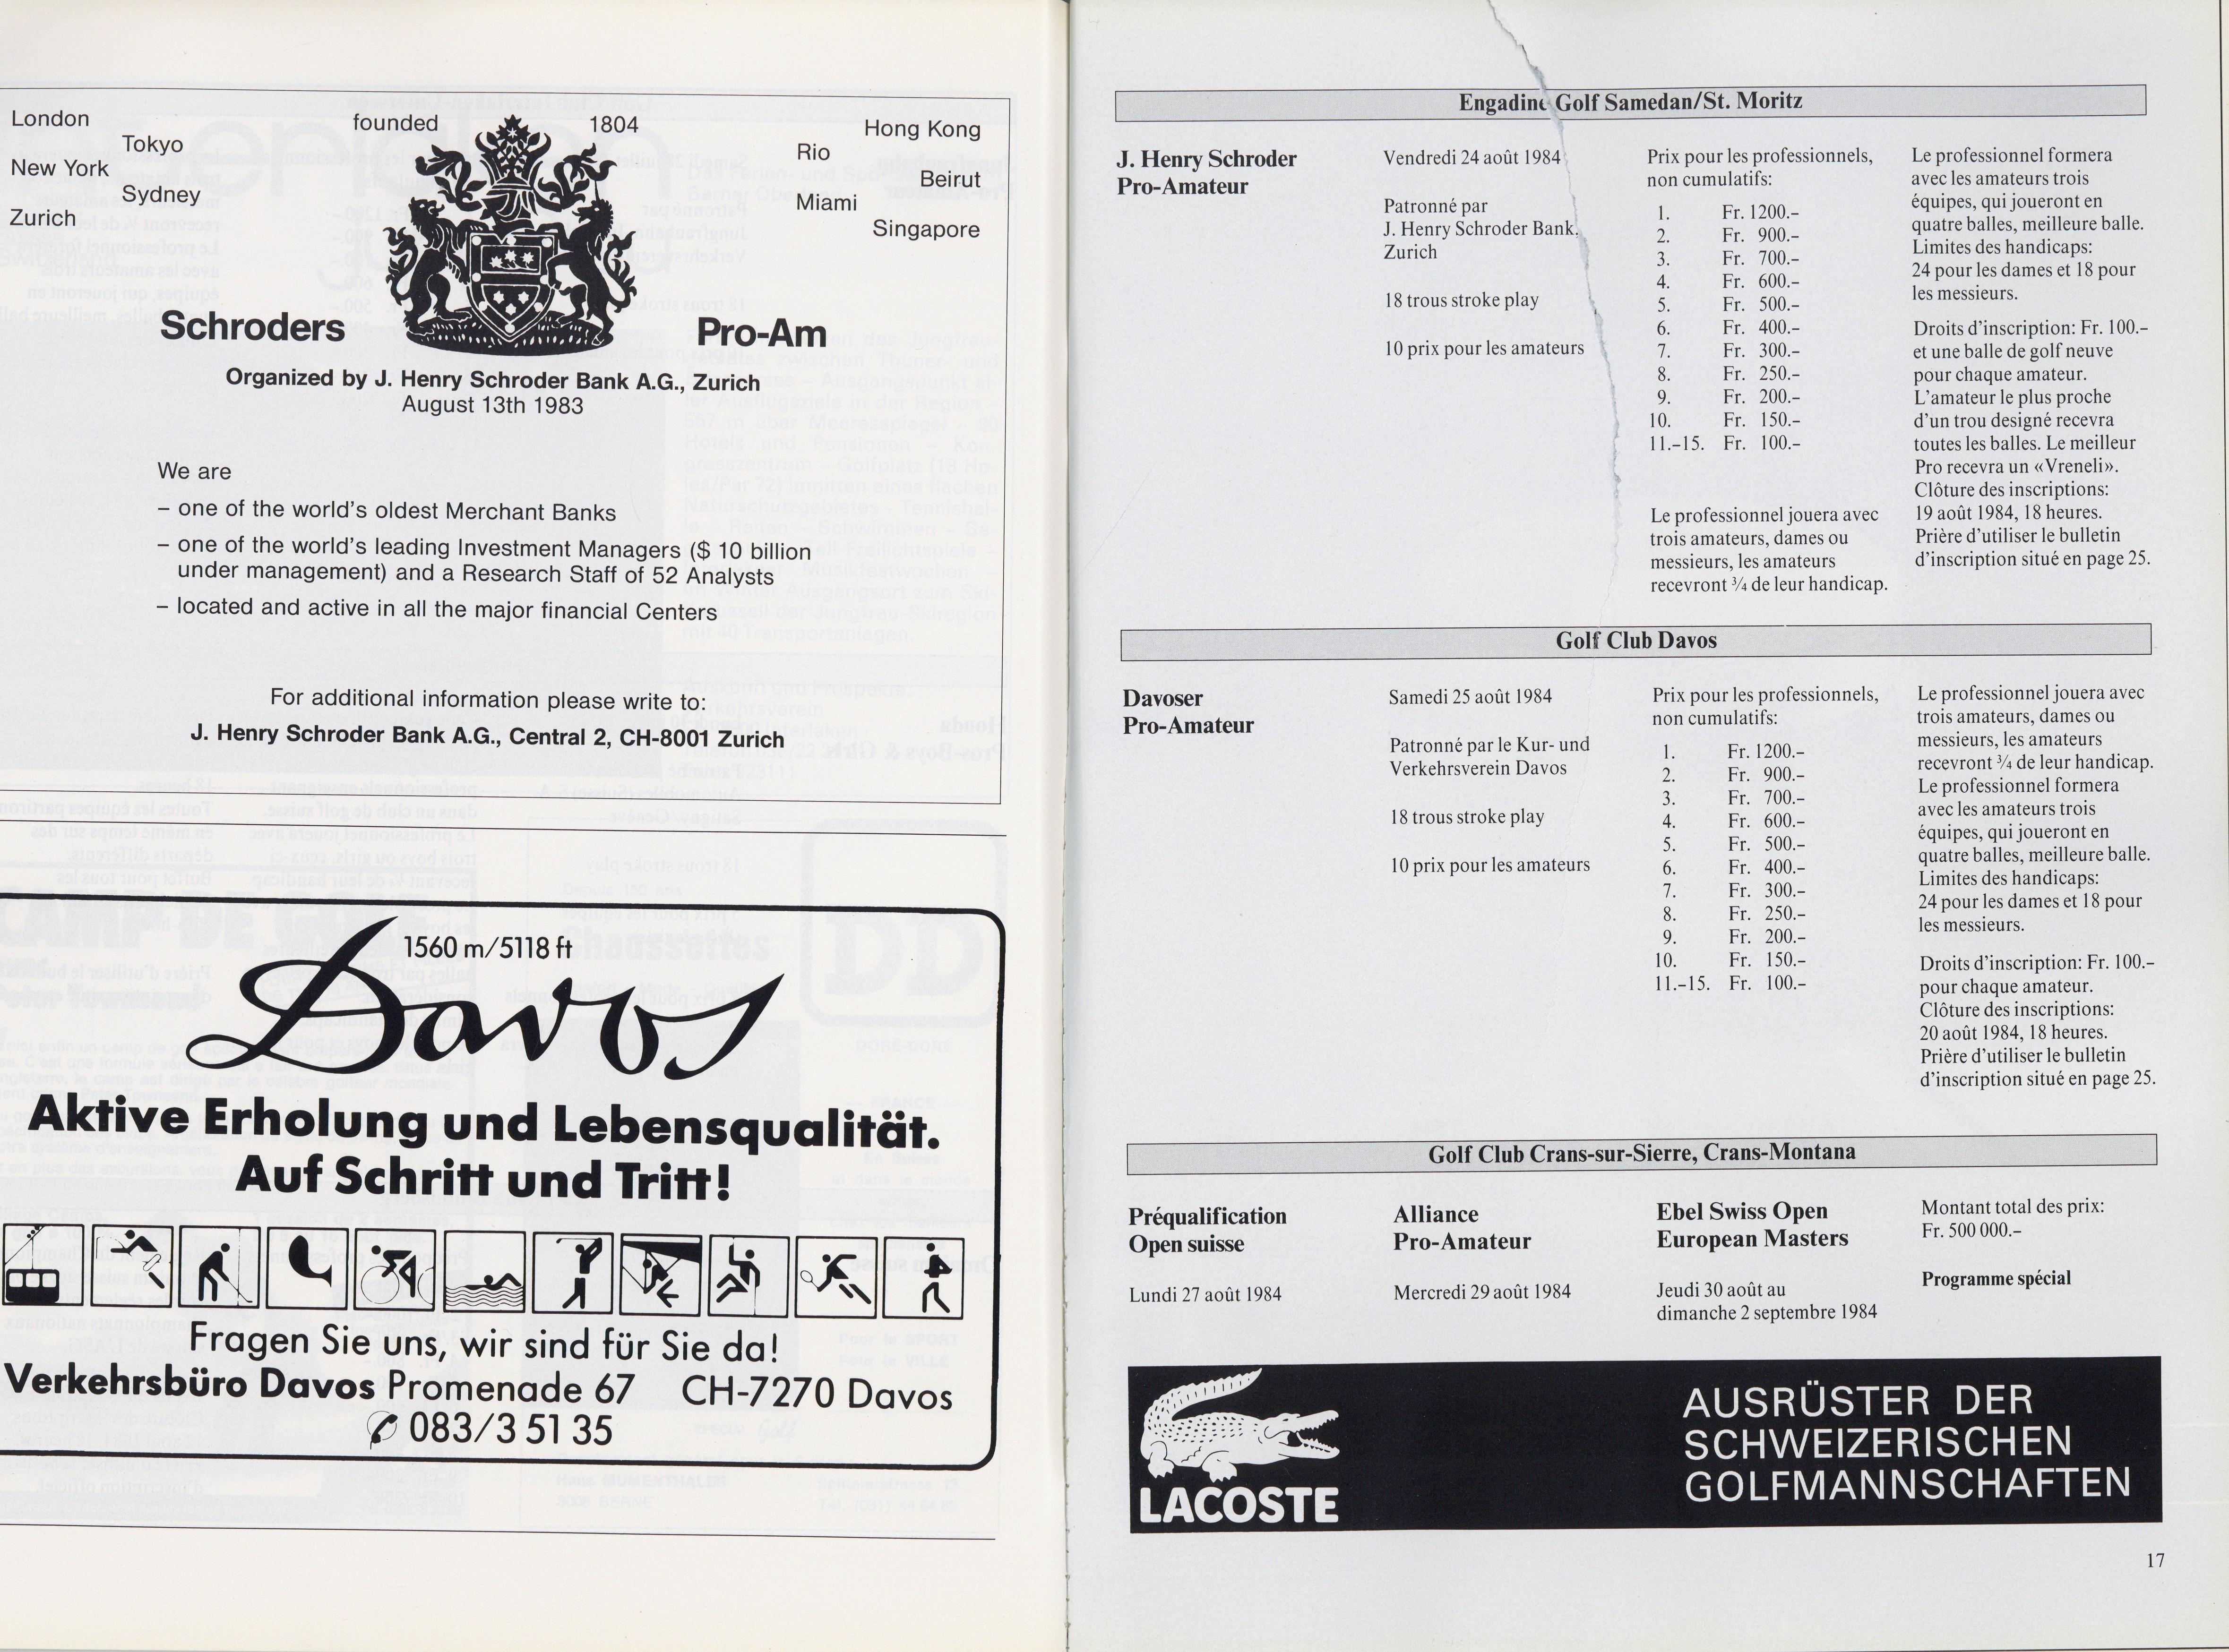 London
Tokyo
New York
Sydney
Zurich
founded 1804
Hong Kong
Rio
Beirut
Miami
Singapore
Schroders Pro-Am
Organized by J. Henry Schroder Bank A.G., Zurich
August 13th 1983
We are
– one of the world's oldest Merchant Banks
– one of the world's leading Investment Managers ($ 10 billion
under management) and a Research Staff of 52 Analysts
– located and active in all the major financial Centers
For additional information please write to:
J. Henry Schroder Bank A.G., Central 2, CH-8001 Zurich
1560 m/5118 ft
Davos
Aktive Erholung und Lebensqualität.
Auf Schritt und Tritt!
Fragen Sie uns, wir sind für Sie da!
Verkehrsbüro Davos Promenade 67 CH-7270 Davos
083/3 51 35
Engadine Golf Samedan/St. Moritz
J. Henry Schroder
Pro-Amateur
Vendredi 24 août 1984
Patronné par
J. Henry Schroder Bank,
Zurich
18 trous stroke play
10 prix pour les amateurs
Prix pour les professionnels,
non cumulatifs:
1. Fr. 1200.–
2. Fr. 900.–
3. Fr. 700.–
4. Fr. 600.–
5. Fr. 500.–
6. Fr. 400.–
7. Fr. 300.–
8. Fr. 250.–
9. Fr. 200.–
10. Fr. 150.–
11.–15. Fr. 100.–
Le professionnel jouera avec
trois amateurs, dames ou
messieurs, les amateurs
recevront ¾ de leur handicap.
Le professionnel formera
avec les amateurs trois
équipes, qui joueront en
quatre balles, meilleure balle.
Limites des handicaps:
24 pour les dames et 18 pour
les messieurs.
Droits d'inscription: Fr. 100.–
et une balle de golf neuve
pour chaque amateur.
L'amateur le plus proche
d'un trou designé recevra
toutes les balles. Le meilleur
Pro recevra un «Vreneli».
Clôture des inscriptions:
19 août 1984, 18 heures.
Prière d'utiliser le bulletin
d'inscription situé en page 25.
Golf Club Davos
Davoser
Pro-Amateur
Samedi 25 août 1984
Patronné par le Kur- und
Verkehrsverein Davos
18 trous stroke play
10 prix pour les amateurs
Prix pour les professionnels,
non cumulatifs:
1. Fr. 1200.–
2. Fr. 900.–
3. Fr. 700.–
4. Fr. 600.–
5. Fr. 500.–
6. Fr. 400.–
7. Fr. 300.–
8. Fr. 250.–
9. Fr. 200.–
10. Fr. 150.–
11.–15. Fr. 100.–
Le professionnel jouera avec
trois amateurs, dames ou
messieurs, les amateurs
recevront ¾ de leur handicap.
Le professionnel formera
avec les amateurs trois
équipes, qui joueront en
quatre balles, meilleure balle.
Limites des handicaps:
24 pour les dames et 18 pour
les messieurs.
Droits d'inscription: Fr. 100.–
pour chaque amateur.
Clôture des inscriptions:
20 août 1984, 18 heures.
Prière d'utiliser le bulletin
d'inscription situé en page 25.
Golf Club Crans-sur-Sierre, Crans-Montana
Préqualification
Open suisse
Lundi 27 août 1984
Alliance
Pro-Amateur
Mercredi 29 août 1984
Ebel Swiss Open
European Masters
Jeudi 30 août au
dimanche 2 septembre 1984
Montant total des prix:
Fr. 500 000.–
Programme spécial
LACOSTE
AUSRÜSTER DER
SCHWEIZERISCHEN
GOLFMANNSCHAFTEN
17